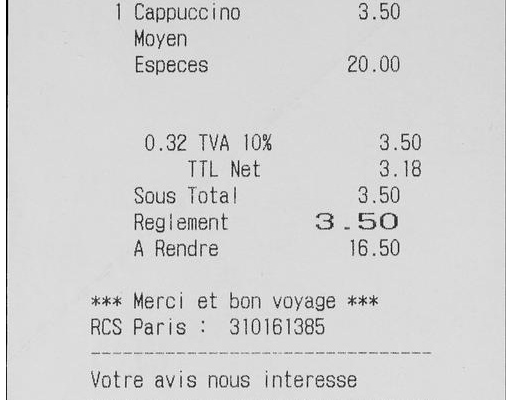 1 Cappuccino 3.50
Moyen
Especes 20.00
0.32 TVA 10% 3.50
TTL Net 3.18
Sous Total 3.50
Reglement 3.50
A Rendre 16.50
*** Merci et bon voyage ***
RCS Paris : 310161385
--------------------------------
Votre avis nous interesse